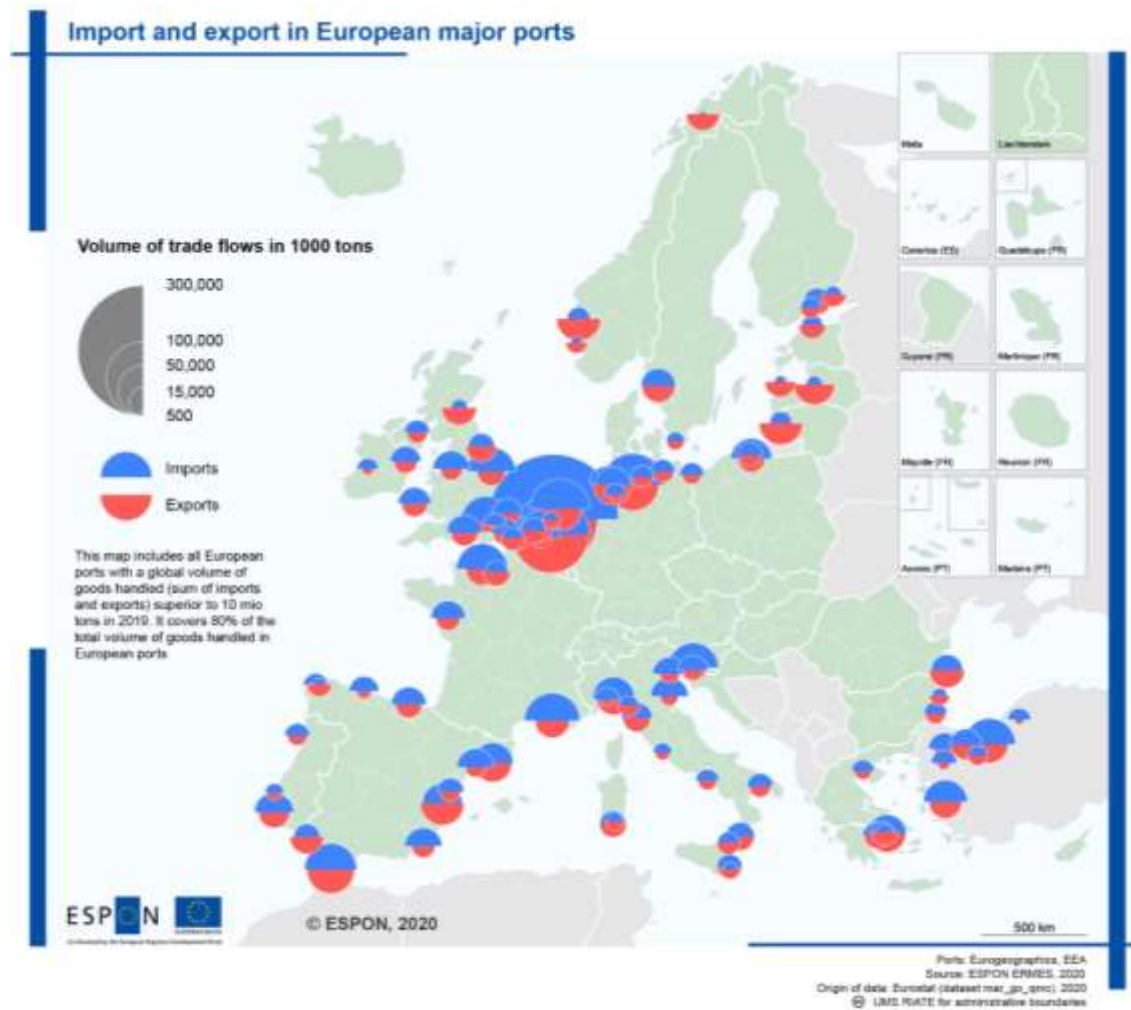 Import and export in European major ports
Malta
Liechtenstein
Canarias (ES)
Guadeloupe (FR)
Guyane (FR)
Martinique (FR)
Mayotte (FR)
Reunion (FR)
Azores (PT)
Madeira (PT)
Volume of trade flows in 1000 tons
300,000
100,000
50,000
15,000
500
Imports
Exports
This map includes all European
ports with a global volume of
goods handled (sum of imports
and exports) superior to 10 mio
tons in 2019. It covers 80% of the
total volume of goods handled in
European ports
ESPON
© ESPON, 2020
500 km
Ports: Eurogeographics, EEA
Source: ESPON ERMES, 2020
Origin of data: Eurostat (dataset mar_go_qmc), 2020
UMS RIATE for administrative boundaries